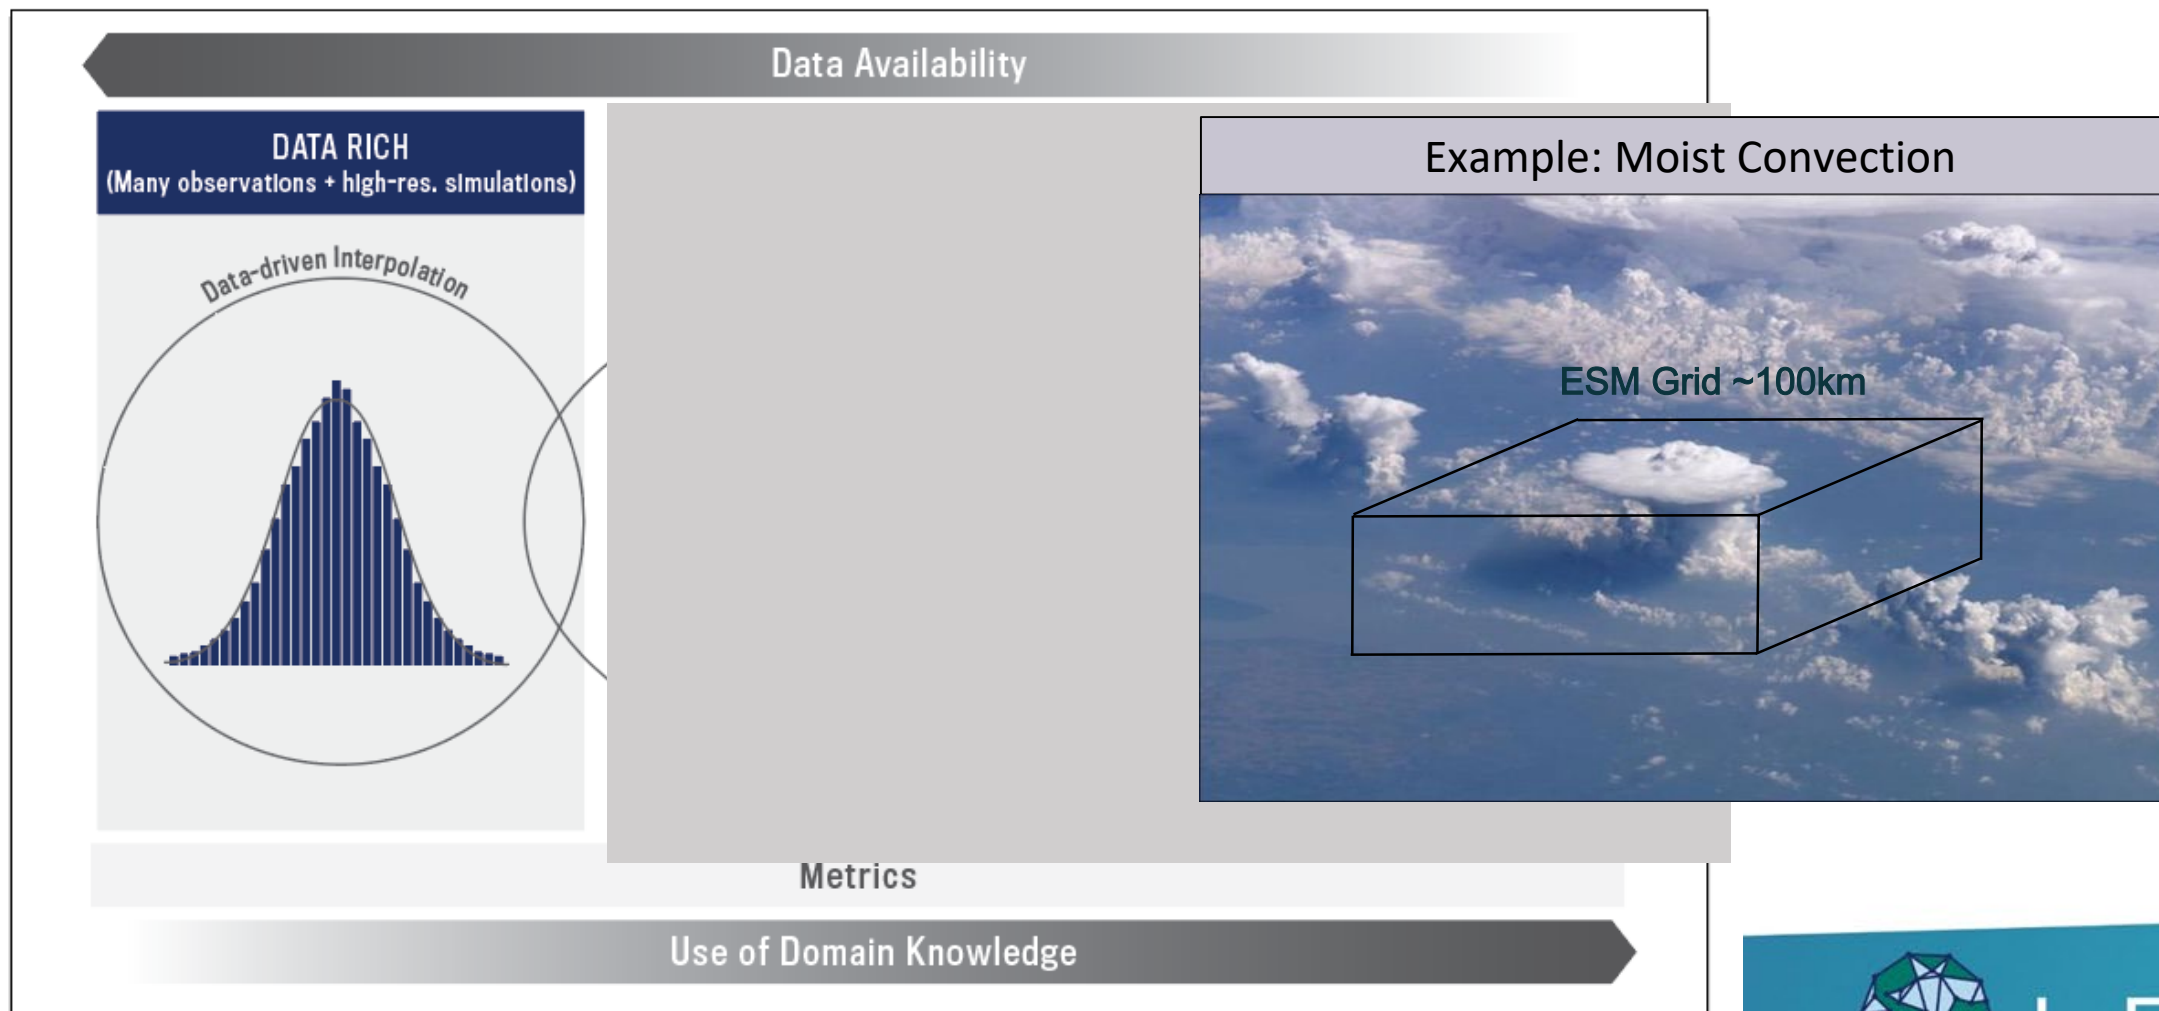 Data Availability
DATA RICH
(Many observations + high-res. simulations)
Data-driven Interpolation
Example: Moist Convection
ESM Grid ~100km
Metrics
Use of Domain Knowledge